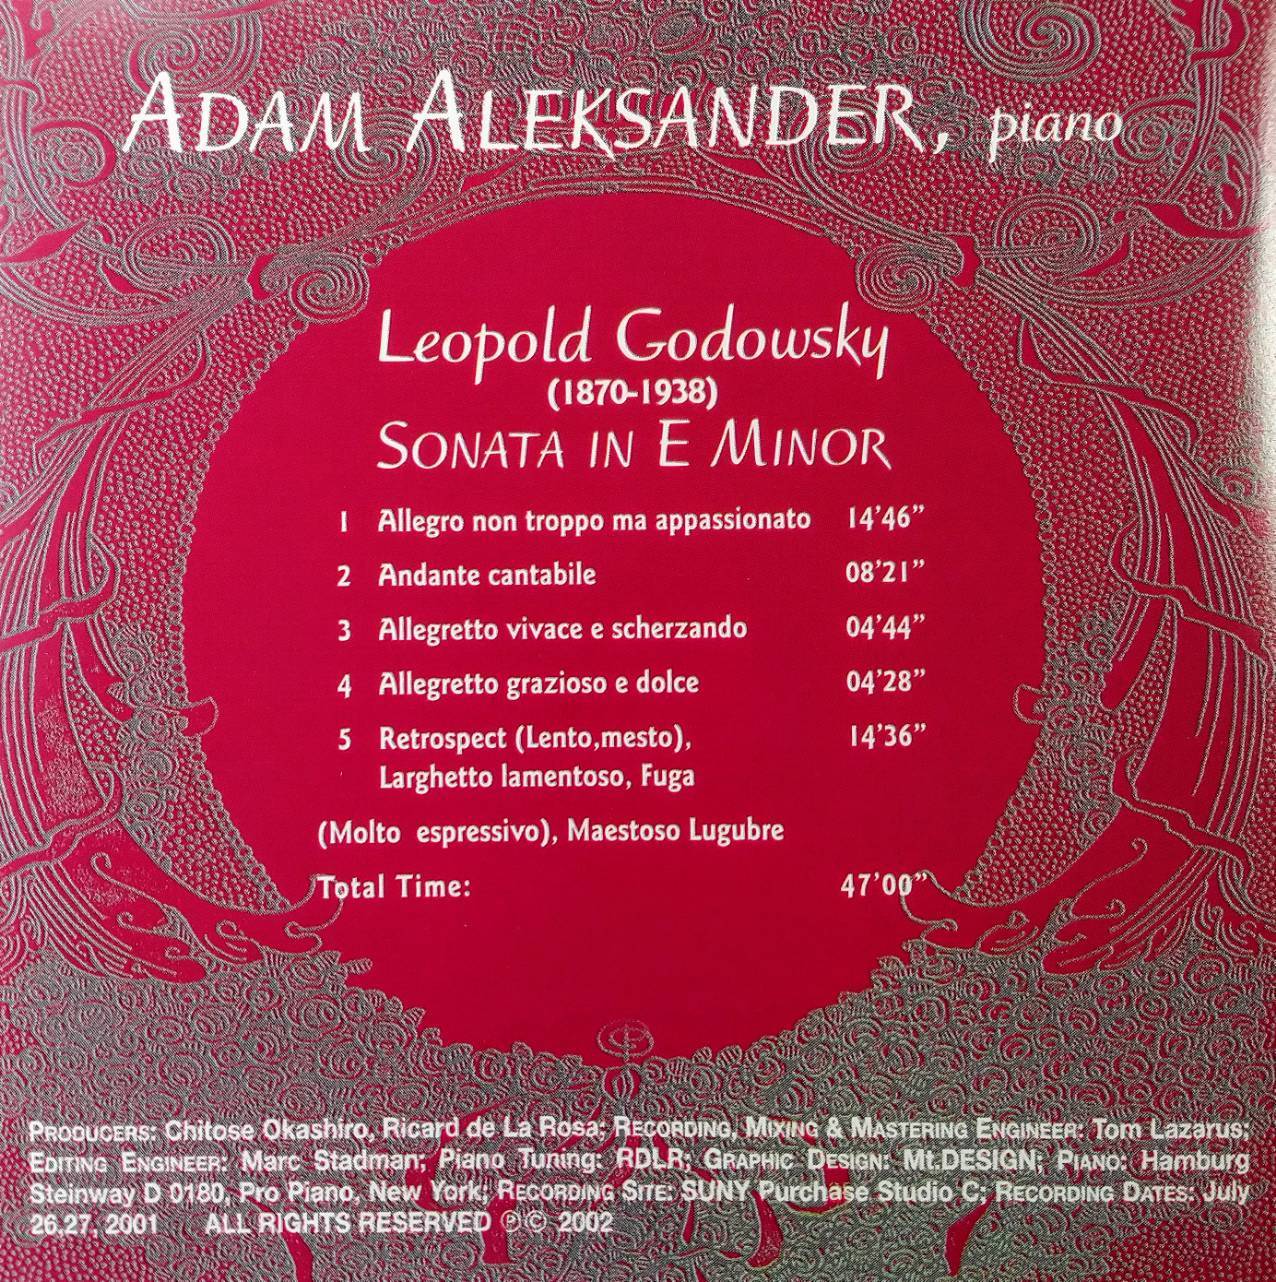 ADAM ALEKSANDER, piano
Leopold Godowsky
(1870-1938)
SONATA IN E MINOR
1 Allegro non troppo ma appassionato 14'46”
2 Andante cantabile 08'21”
3 Allegretto vivace e scherzando 04'44”
4 Allegretto grazioso e dolce 04'28”
5 Retrospect (Lento,mesto), 14'36”
Larghetto lamentoso, Fuga
(Molto espressivo), Maestoso Lugubre
Total Time: 47'00”
PRODUCERS: Chitose Okashiro, Ricard de La Rosa; RECORDING, MIXING & MASTERING ENGINEER: Tom Lazarus;
EDITING ENGINEER: Marc Stadman; Piano Tuning: RDLR; GRAPHIC DESIGN: Mt.DESIGN; PIANO: Hamburg
Steinway D 0180, Pro Piano, New York; RECORDING SITE: SUNY Purchase Studio C; RECORDING DATES: July
26,27, 2001 ALL RIGHTS RESERVED ℗© 2002